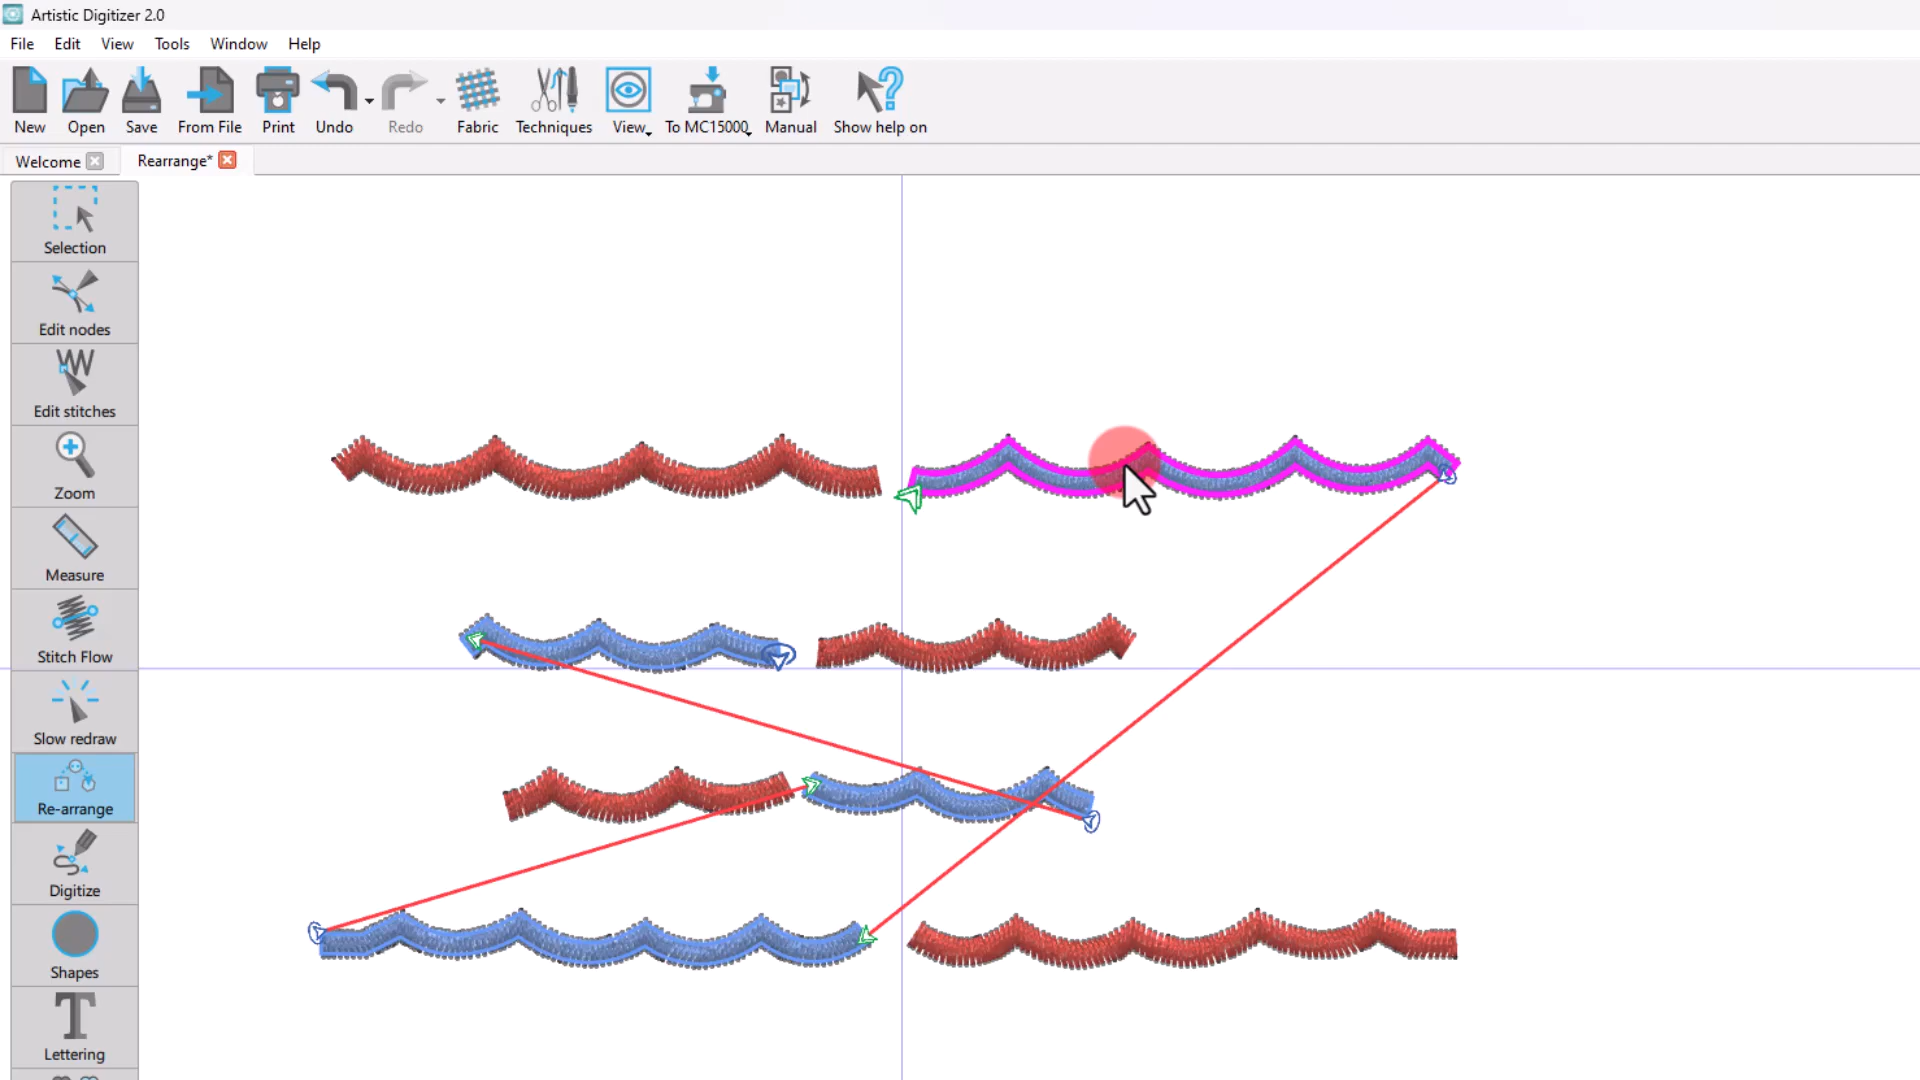 Artistic Digitizer 2.0
File Edit View Tools Window Help
New Open Save From File Print Undo Redo Fabric Techniques View To MC15000 Manual Show help on
Welcome Rearrange*
Selection
Edit nodes
Edit stitches
Zoom
Measure
Stitch Flow
Slow redraw
Re-arrange
Digitize
Shapes
Lettering